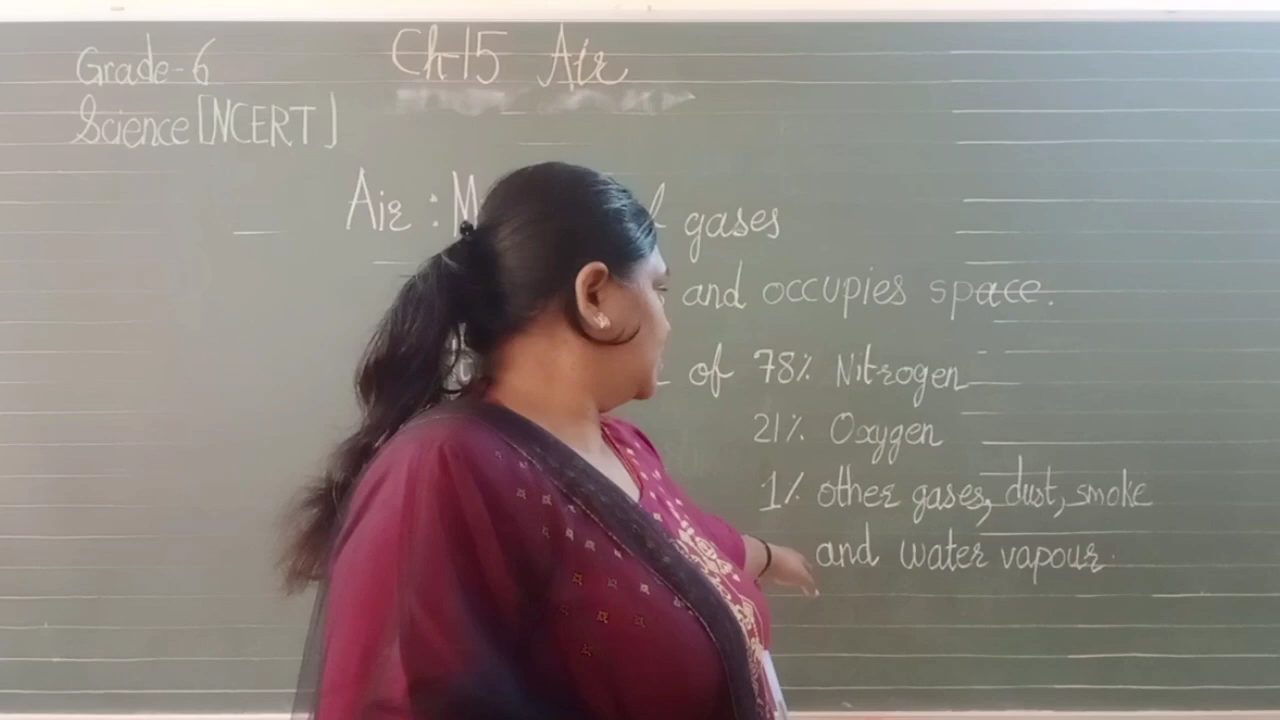 Grade-6
Science [NCERT]
Ch-15 Air
Air : gases
and occupies space.
of 78% Nitrogen
21% Oxygen
1% other gases, dust, smoke
and water vapour.